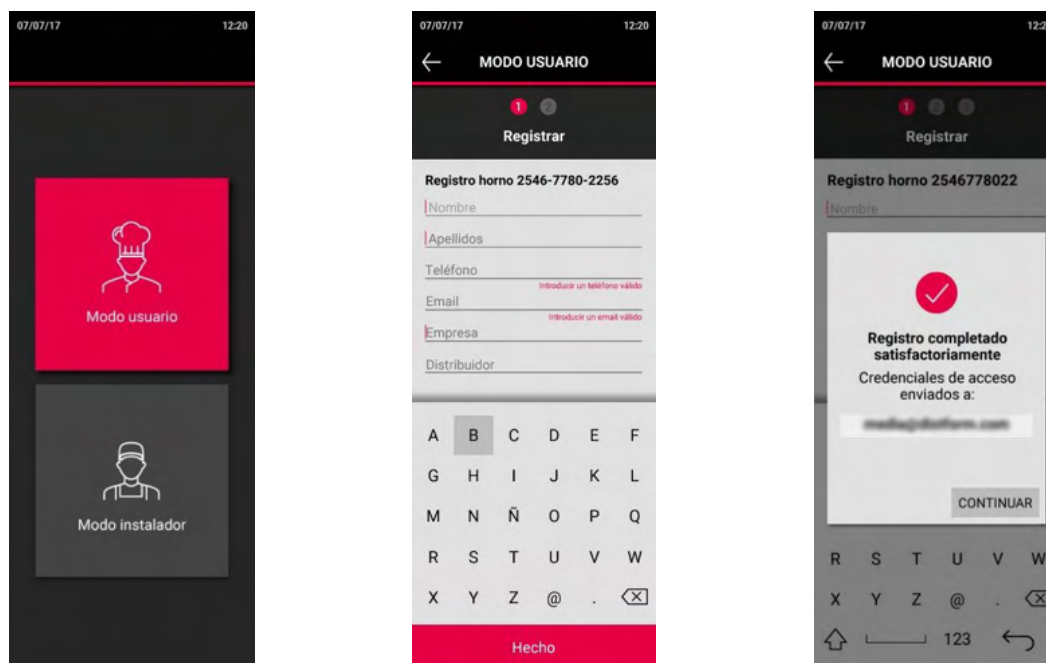 07/07/17 12:20
Modo usuario
Modo instalador
07/07/17 12:20
MODO USUARIO
1 2
Registrar
Registro horno 2546-7780-2256
Nombre
Apellidos
Teléfono
Introducir un teléfono válido
Email
Introducir un email válido
Empresa
Distribuidor
A B C D E F
G H I J K L
M N Ñ O P Q
R S T U V W
X Y Z @ .
Hecho
07/07/17 12:2
MODO USUARIO
1 2
Registrar
Registro horno 2546778022
Nombre
Registro completado
satisfactoriamente
Credenciales de acceso
enviados a:
CONTINUAR
R S T U V W
X Y Z @ .
123